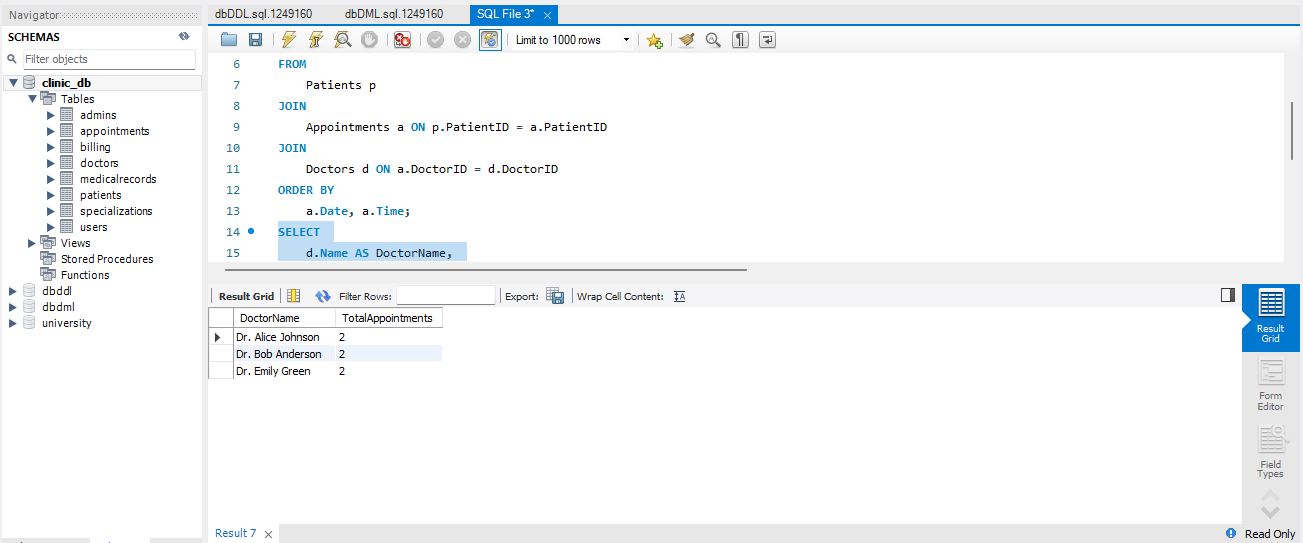 Navigator
SCHEMAS
Filter objects
clinic_db
Tables
admins
appointments
billing
doctors
medicalrecords
patients
specializations
users
Views
Stored Procedures
Functions
dbddl
dbdml
university
dbDDL.sql.1249160 dbDML.sql.1249160 SQL File 3*
Limit to 1000 rows
6 FROM
7 Patients p
8 JOIN
9 Appointments a ON p.PatientID = a.PatientID
10 JOIN
11 Doctors d ON a.DoctorID = d.DoctorID
12 ORDER BY
13 a.Date, a.Time;
14 SELECT
15 d.Name AS DoctorName,
Result Grid Filter Rows: Export: Wrap Cell Content:
DoctorName TotalAppointments
Dr. Alice Johnson 2
Dr. Bob Anderson 2
Dr. Emily Green 2
Result
Grid
Form
Editor
Field
Types
Result 7
Read Only